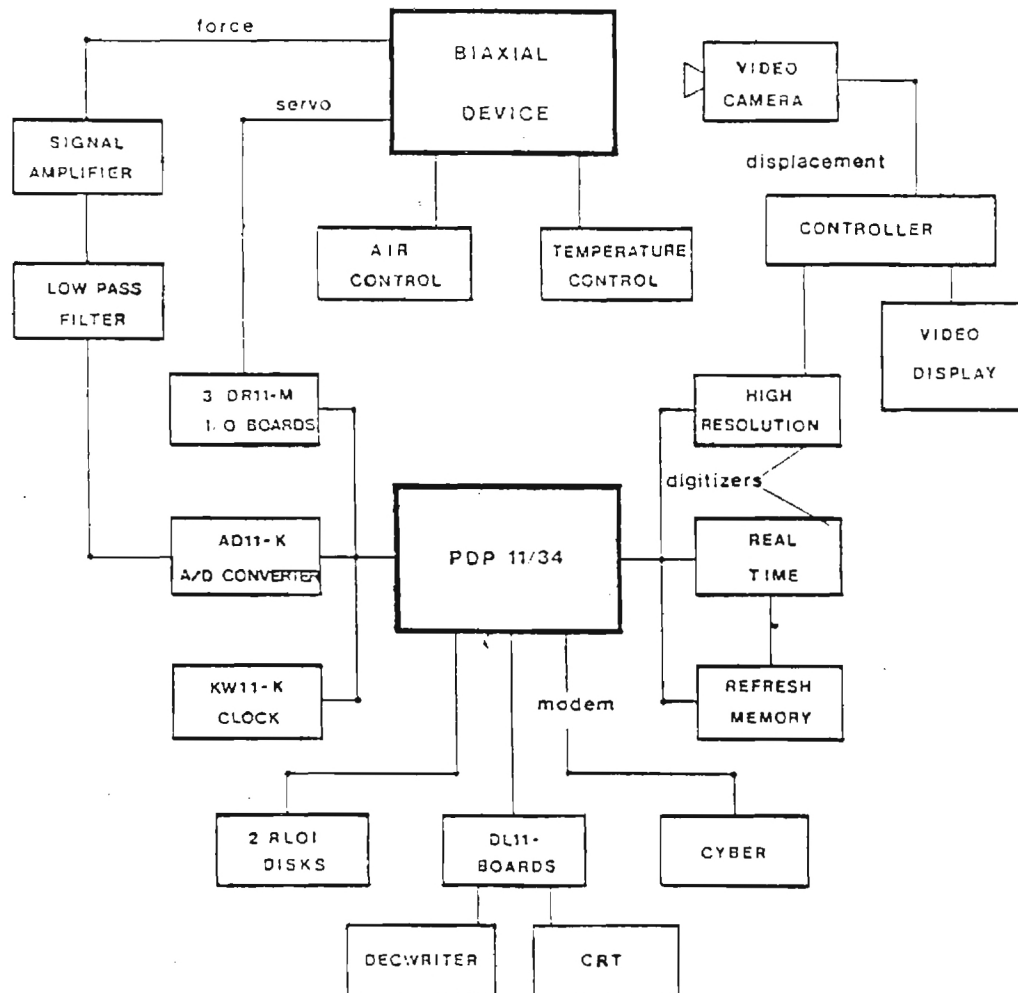 force
BIAXIAL
DEVICE
servo
VIDEO
CAMERA
SIGNAL
AMPLIFIER
displacement
CONTROLLER
AIR
CONTROL
TEMPERATURE
CONTROL
LOW PASS
FILTER
VIDEO
DISPLAY
3 DR11-M
I/O BOARDS
HIGH
RESOLUTION
digitizers
AD11-K
A/D CONVERTER
PDP 11/34
REAL
TIME
KW11-K
CLOCK
modem
REFRESH
MEMORY
2 RL01
DISKS
DL11-
BOARDS
CYBER
DECWRITER
CRT